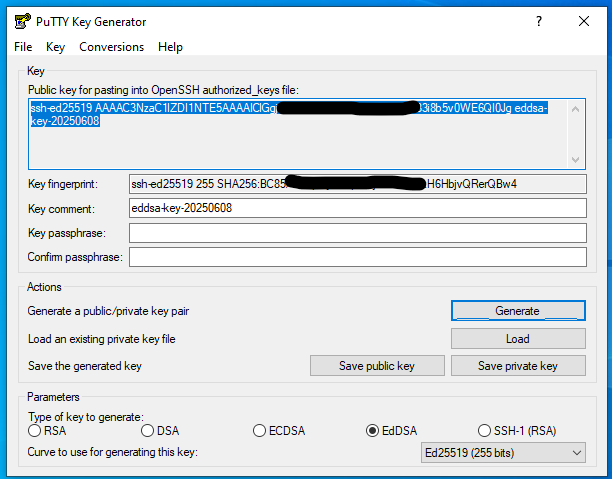 PuTTY Key Generator
?
File Key Conversions Help
Key
Public key for pasting into OpenSSH authorized_keys file:
ssh-ed25519 3i8b5v0WE6QI0Jg eddsa-
key-20250608
Key fingerprint: ssh-ed25519 255 SHA256:BC85 H6HbjvQRerQBw4
Key comment: eddsa-key-20250608
Key passphrase:
Confirm passphrase:
Actions
Generate a public/private key pair Generate
Load an existing private key file Load
Save the generated key Save public key Save private key
Parameters
Type of key to generate:
RSA DSA ECDSA EdDSA SSH-1 (RSA)
Curve to use for generating this key: Ed25519 (255 bits)